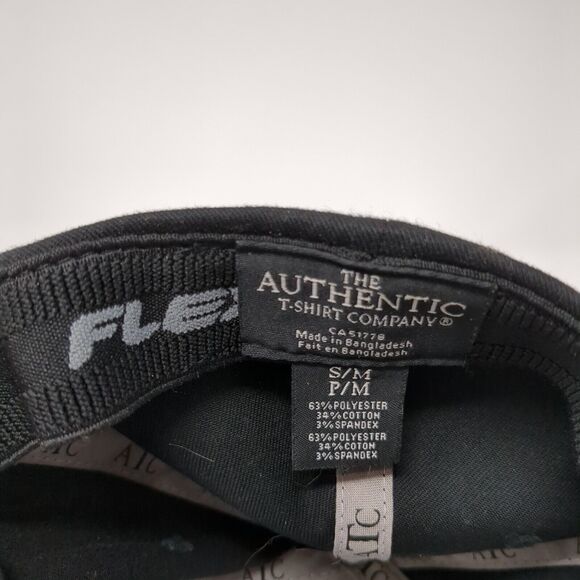 FLEX
THE
AUTHENTIC
T-SHIRT COMPANY®
CA51778
Made in Bangladesh
Fait en Bangladesh
S/M
P/M
63% POLYESTER
34% COTTON
3% SPANDEX
63% POLYESTER
34% COTON
3% SPANDEX
ATC
ATC